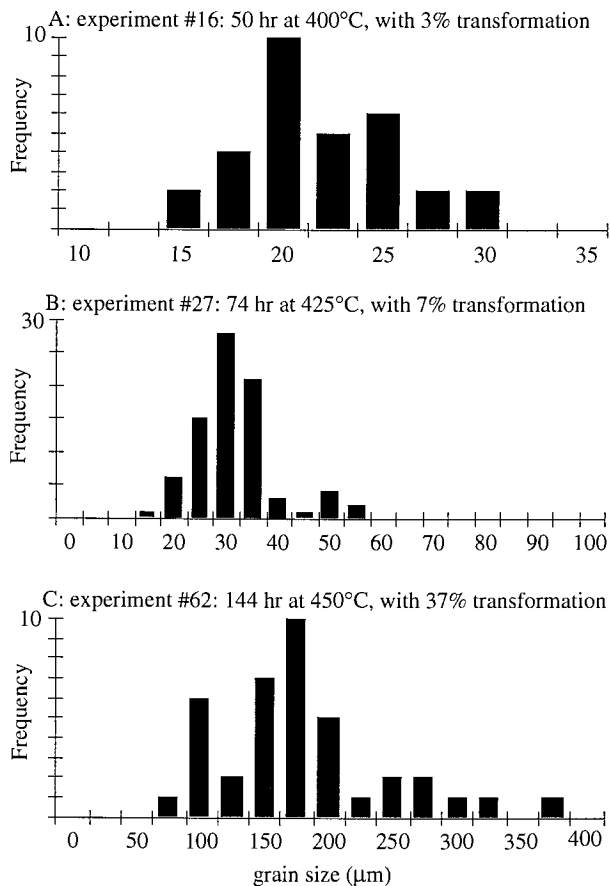 A: experiment #16: 50 hr at 400°C, with 3% transformation
10
Frequency
10 15 20 25 30 35
B: experiment #27: 74 hr at 425°C, with 7% transformation
30
Frequency
0 10 20 30 40 50 60 70 80 90 100
C: experiment #62: 144 hr at 450°C, with 37% transformation
10
Frequency
0 50 100 150 200 250 300 350 400
grain size (µm)